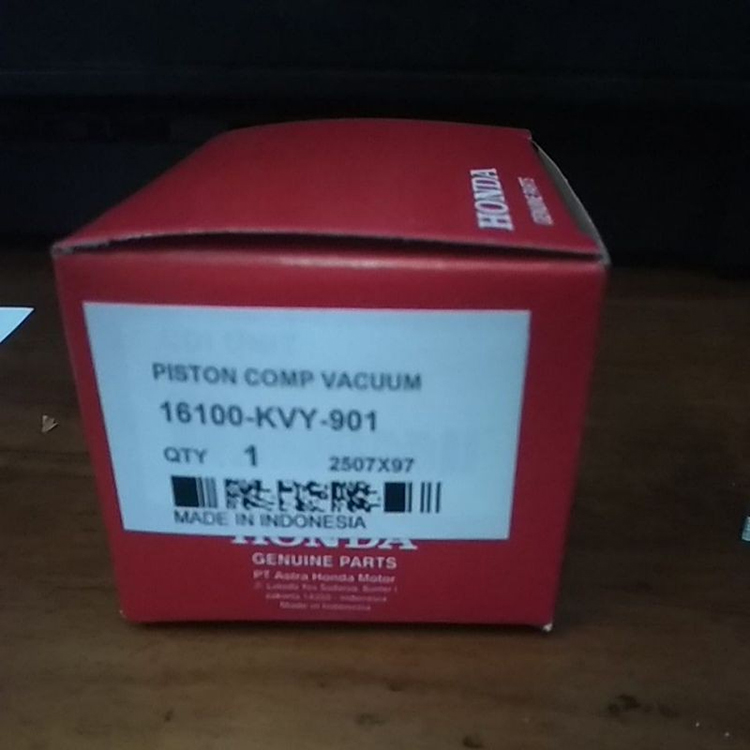 HONDA
GENUINE PARTS
PISTON COMP VACUUM
16100-KVY-901
QTY 1 2507X97
MADE IN INDONESIA
HONDA
GENUINE PARTS
PT Astra Honda Motor
Made in Indonesia